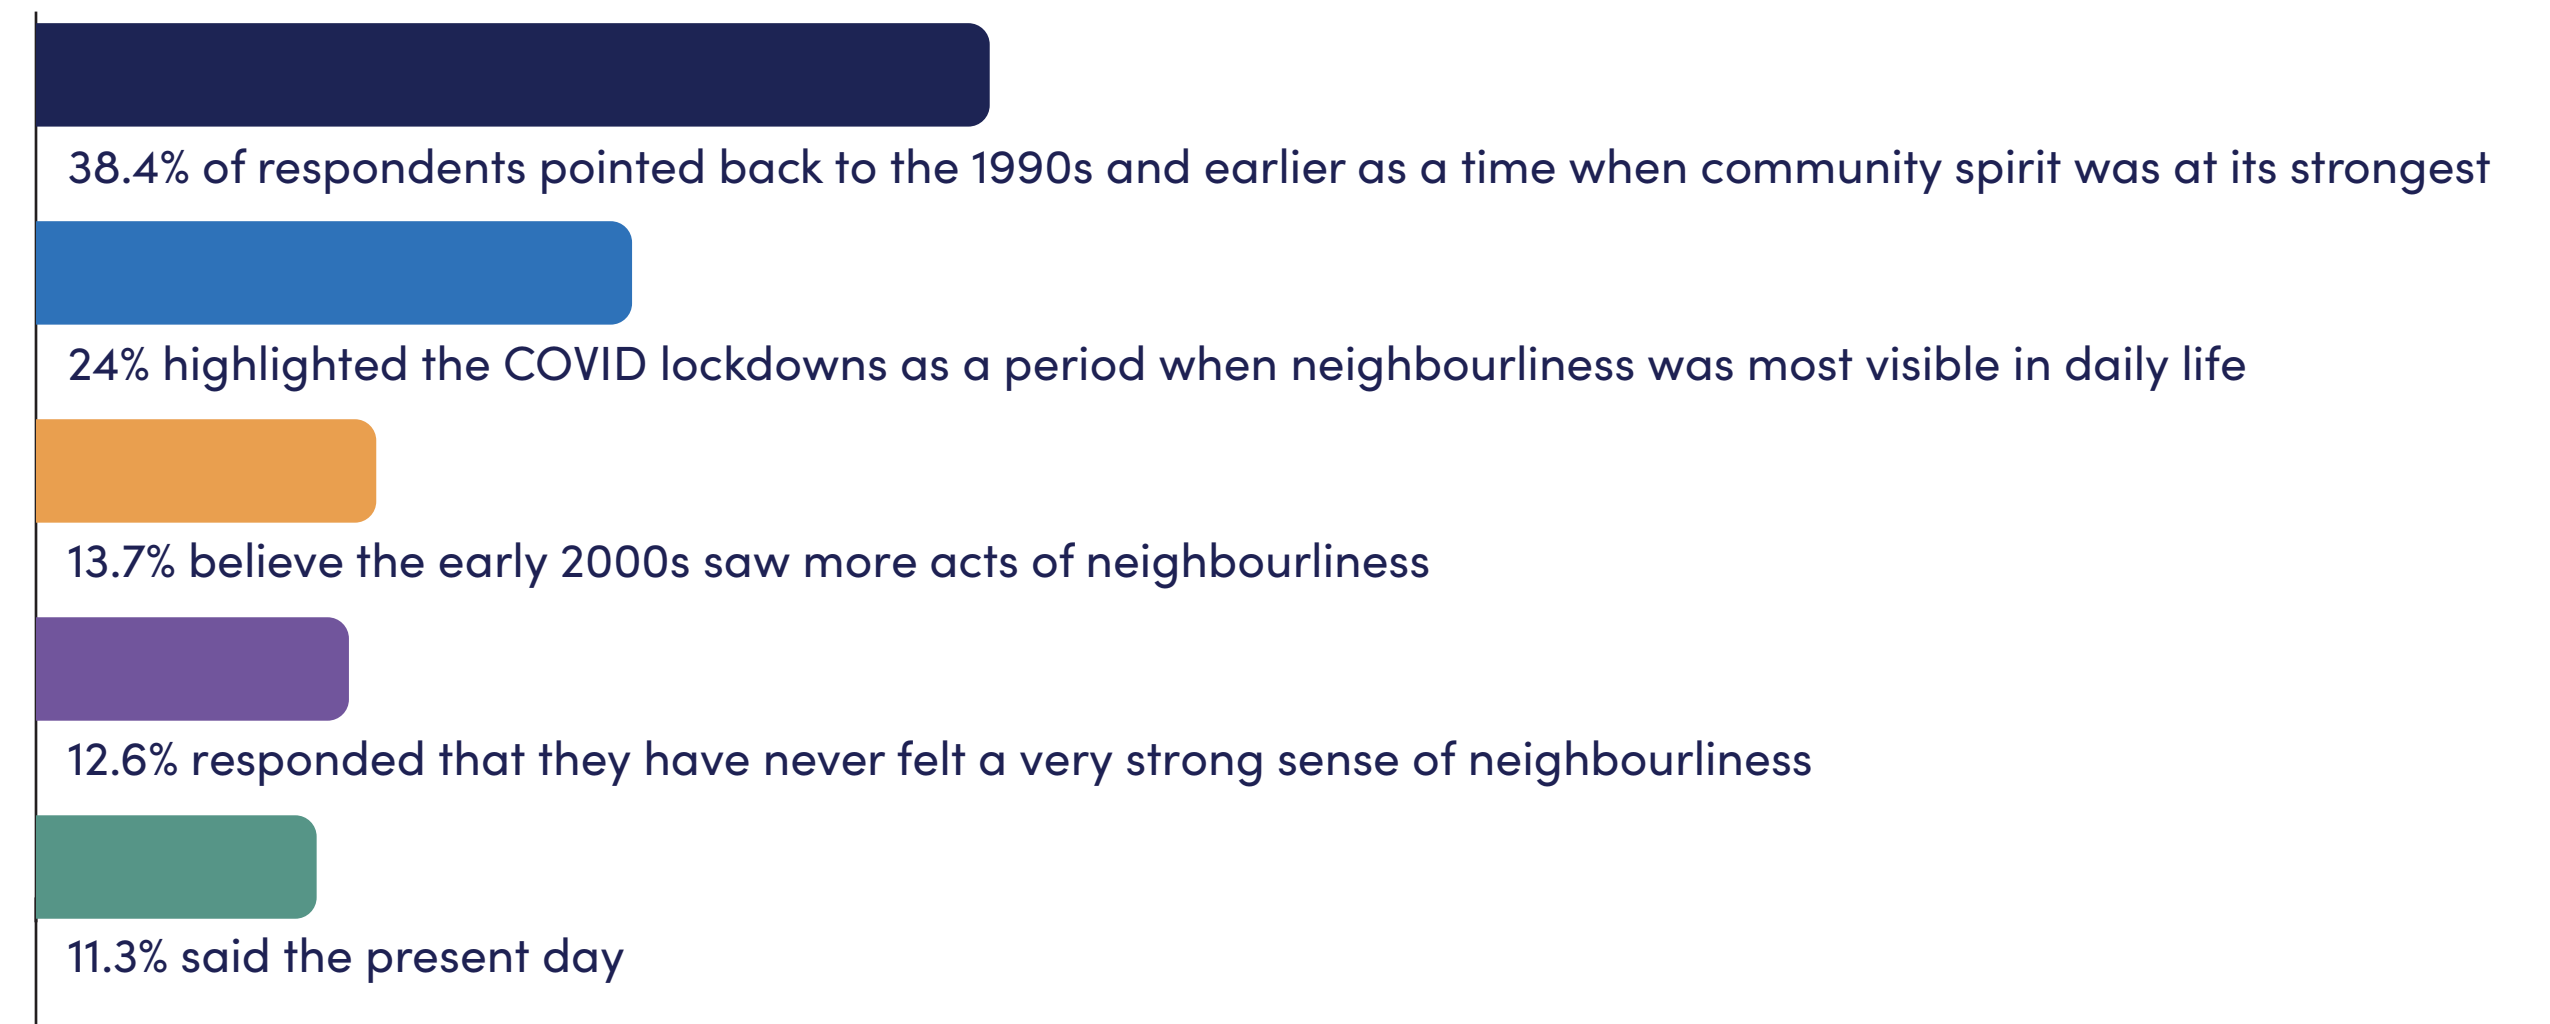 38.4% of respondents pointed back to the 1990s and earlier as a time when community spirit was at its strongest
24% highlighted the COVID lockdowns as a period when neighbourliness was most visible in daily life
13.7% believe the early 2000s saw more acts of neighbourliness
12.6% responded that they have never felt a very strong sense of neighbourliness
11.3% said the present day